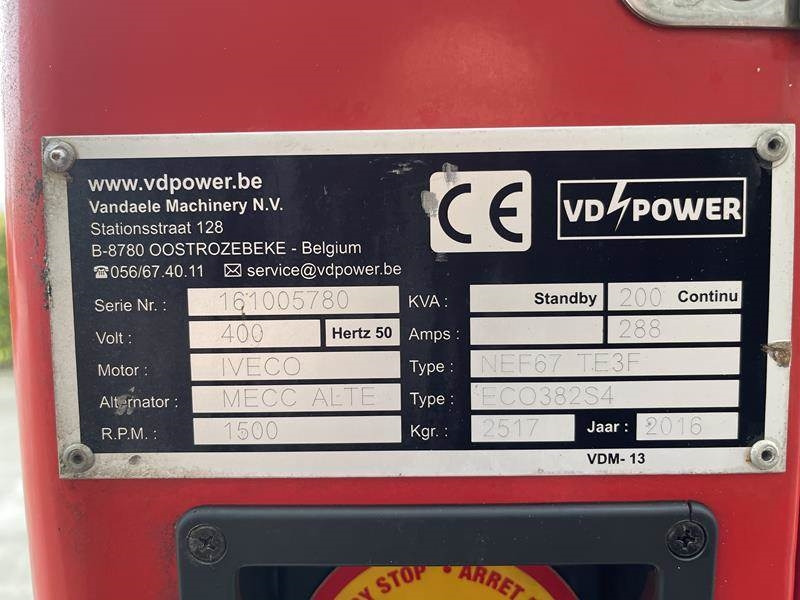 www.vdpower.be
Vandaele Machinery N.V.
Stationsstraat 128
B-8780 OOSTROZEBEKE - Belgium
☎056/67.40.11 ✉ service@vdpower.be
CE
VD POWER
Serie Nr. : 161005780 KVA : Standby 200 Continu
Volt : 400 Hertz 50 Amps : 288
Motor : IVECO Type : NEF67 TE3F
Alternator : MECC ALTE Type : ECO382S4
R.P.M. : 1500 Kgr. : 2517 Jaar : 2016
VDM- 13
STOP • ARRET